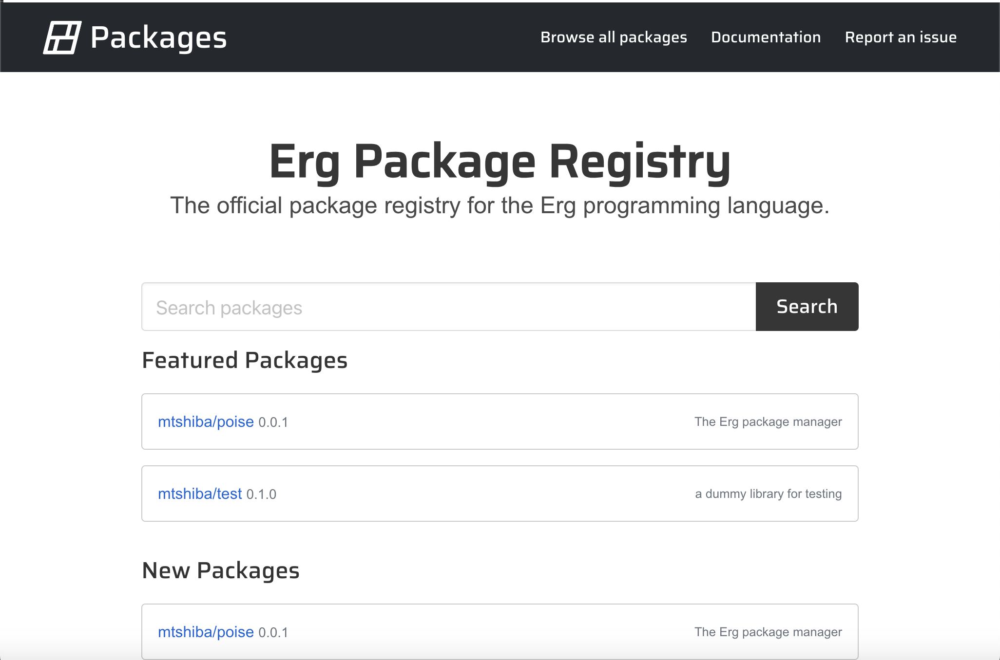 Packages
Browse all packages Documentation Report an issue
Erg Package Registry
The official package registry for the Erg programming language.
Search packages
Search
Featured Packages
mtshiba/poise 0.0.1 The Erg package manager
mtshiba/test 0.1.0 a dummy library for testing
New Packages
mtshiba/poise 0.0.1 The Erg package manager